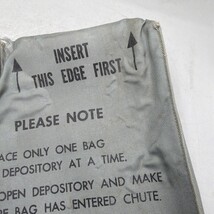 INSERT
THIS EDGE FIRST
PLEASE NOTE
ACE ONLY ONE BAG
DEPOSITORY AT A TIME.
OPEN DEPOSITORY AND MAKE
RE BAG HAS ENTERED CHUTE.